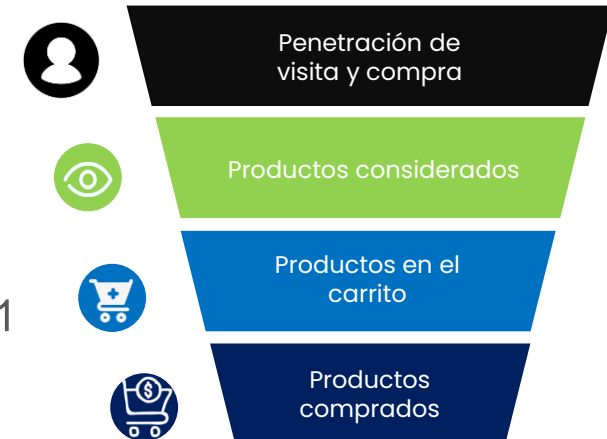 Penetración de
visita y compra
Productos considerados
Productos en el
carrito
1
Productos
comprados